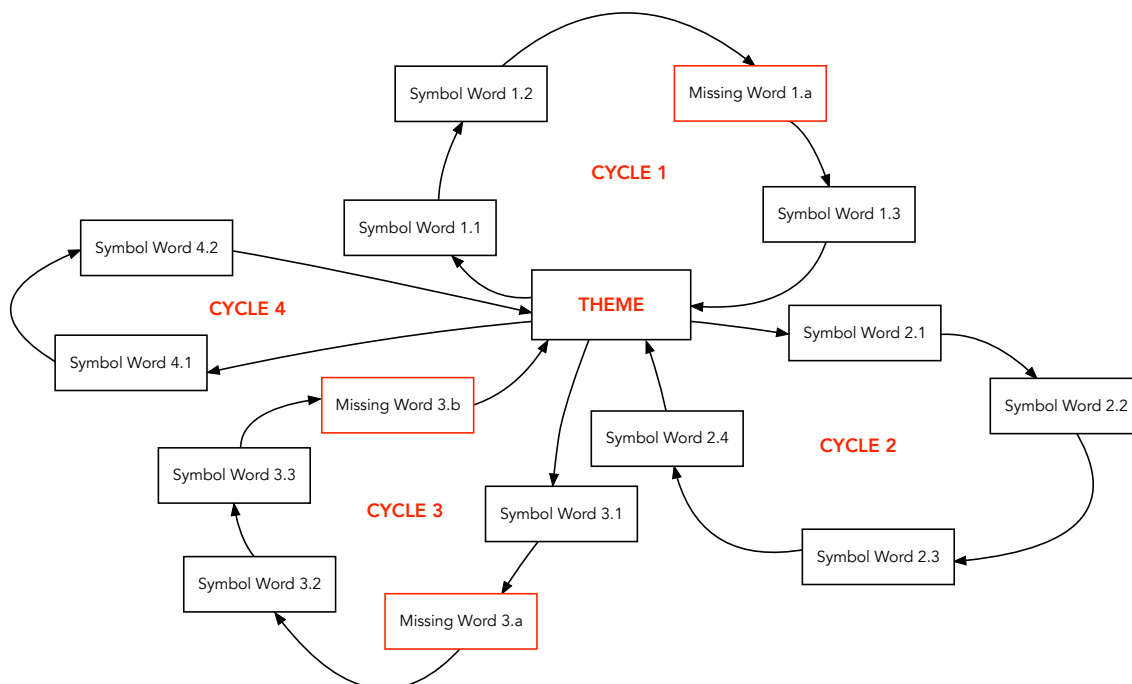 Symbol Word 1.2
Missing Word 1.a
CYCLE 1
Symbol Word 1.1
Symbol Word 1.3
Symbol Word 4.2
CYCLE 4
THEME
Symbol Word 2.1
Symbol Word 4.1
Missing Word 3.b
Symbol Word 2.2
Symbol Word 2.4
CYCLE 2
Symbol Word 3.3
CYCLE 3
Symbol Word 3.1
Symbol Word 2.3
Symbol Word 3.2
Missing Word 3.a